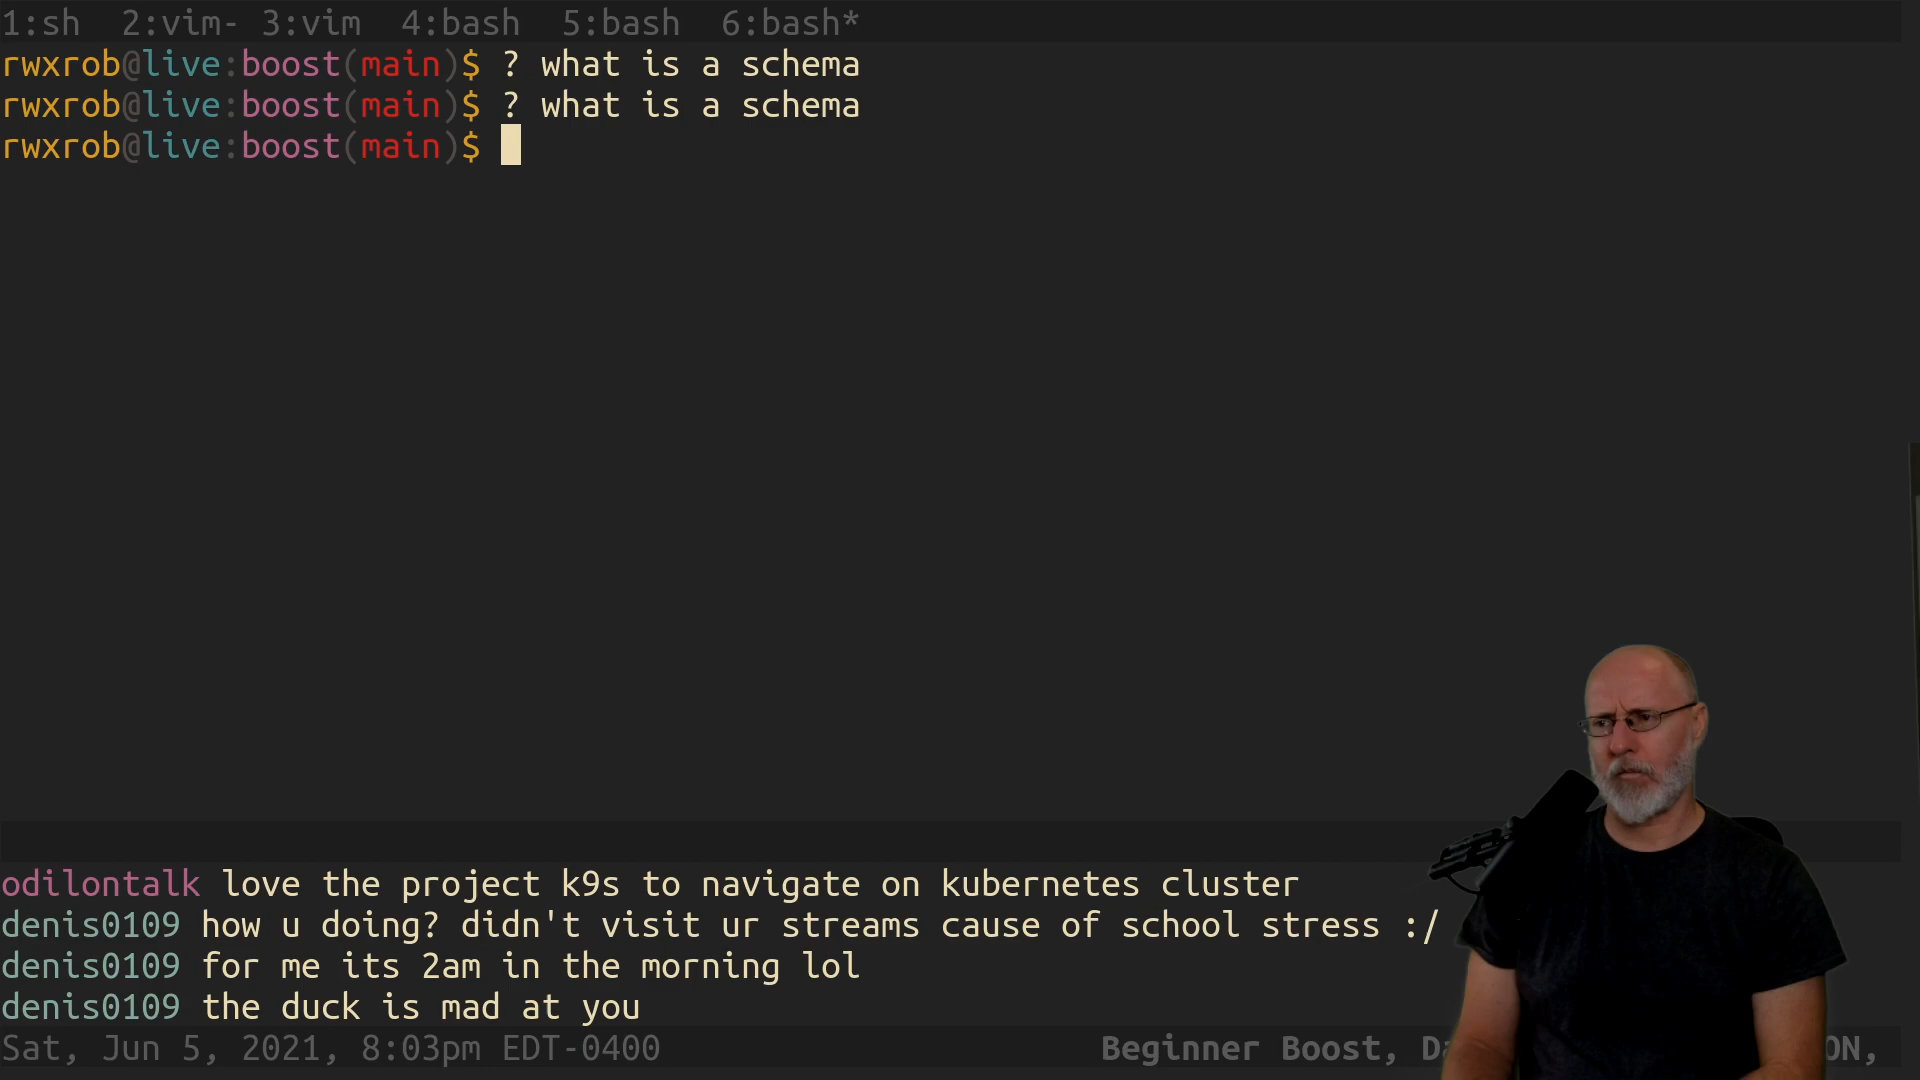 1:sh 2:vim- 3:vim 4:bash 5:bash 6:bash*
rwxrob@live:boost(main)$ ? what is a schema
rwxrob@live:boost(main)$ ? what is a schema
rwxrob@live:boost(main)$
odilontalk love the project k9s to navigate on kubernetes cluster
denis0109 how u doing? didn't visit ur streams cause of school stress :/
denis0109 for me its 2am in the morning lol
denis0109 the duck is mad at you
Sat, Jun 5, 2021, 8:03pm EDT-0400 Beginner Boost,